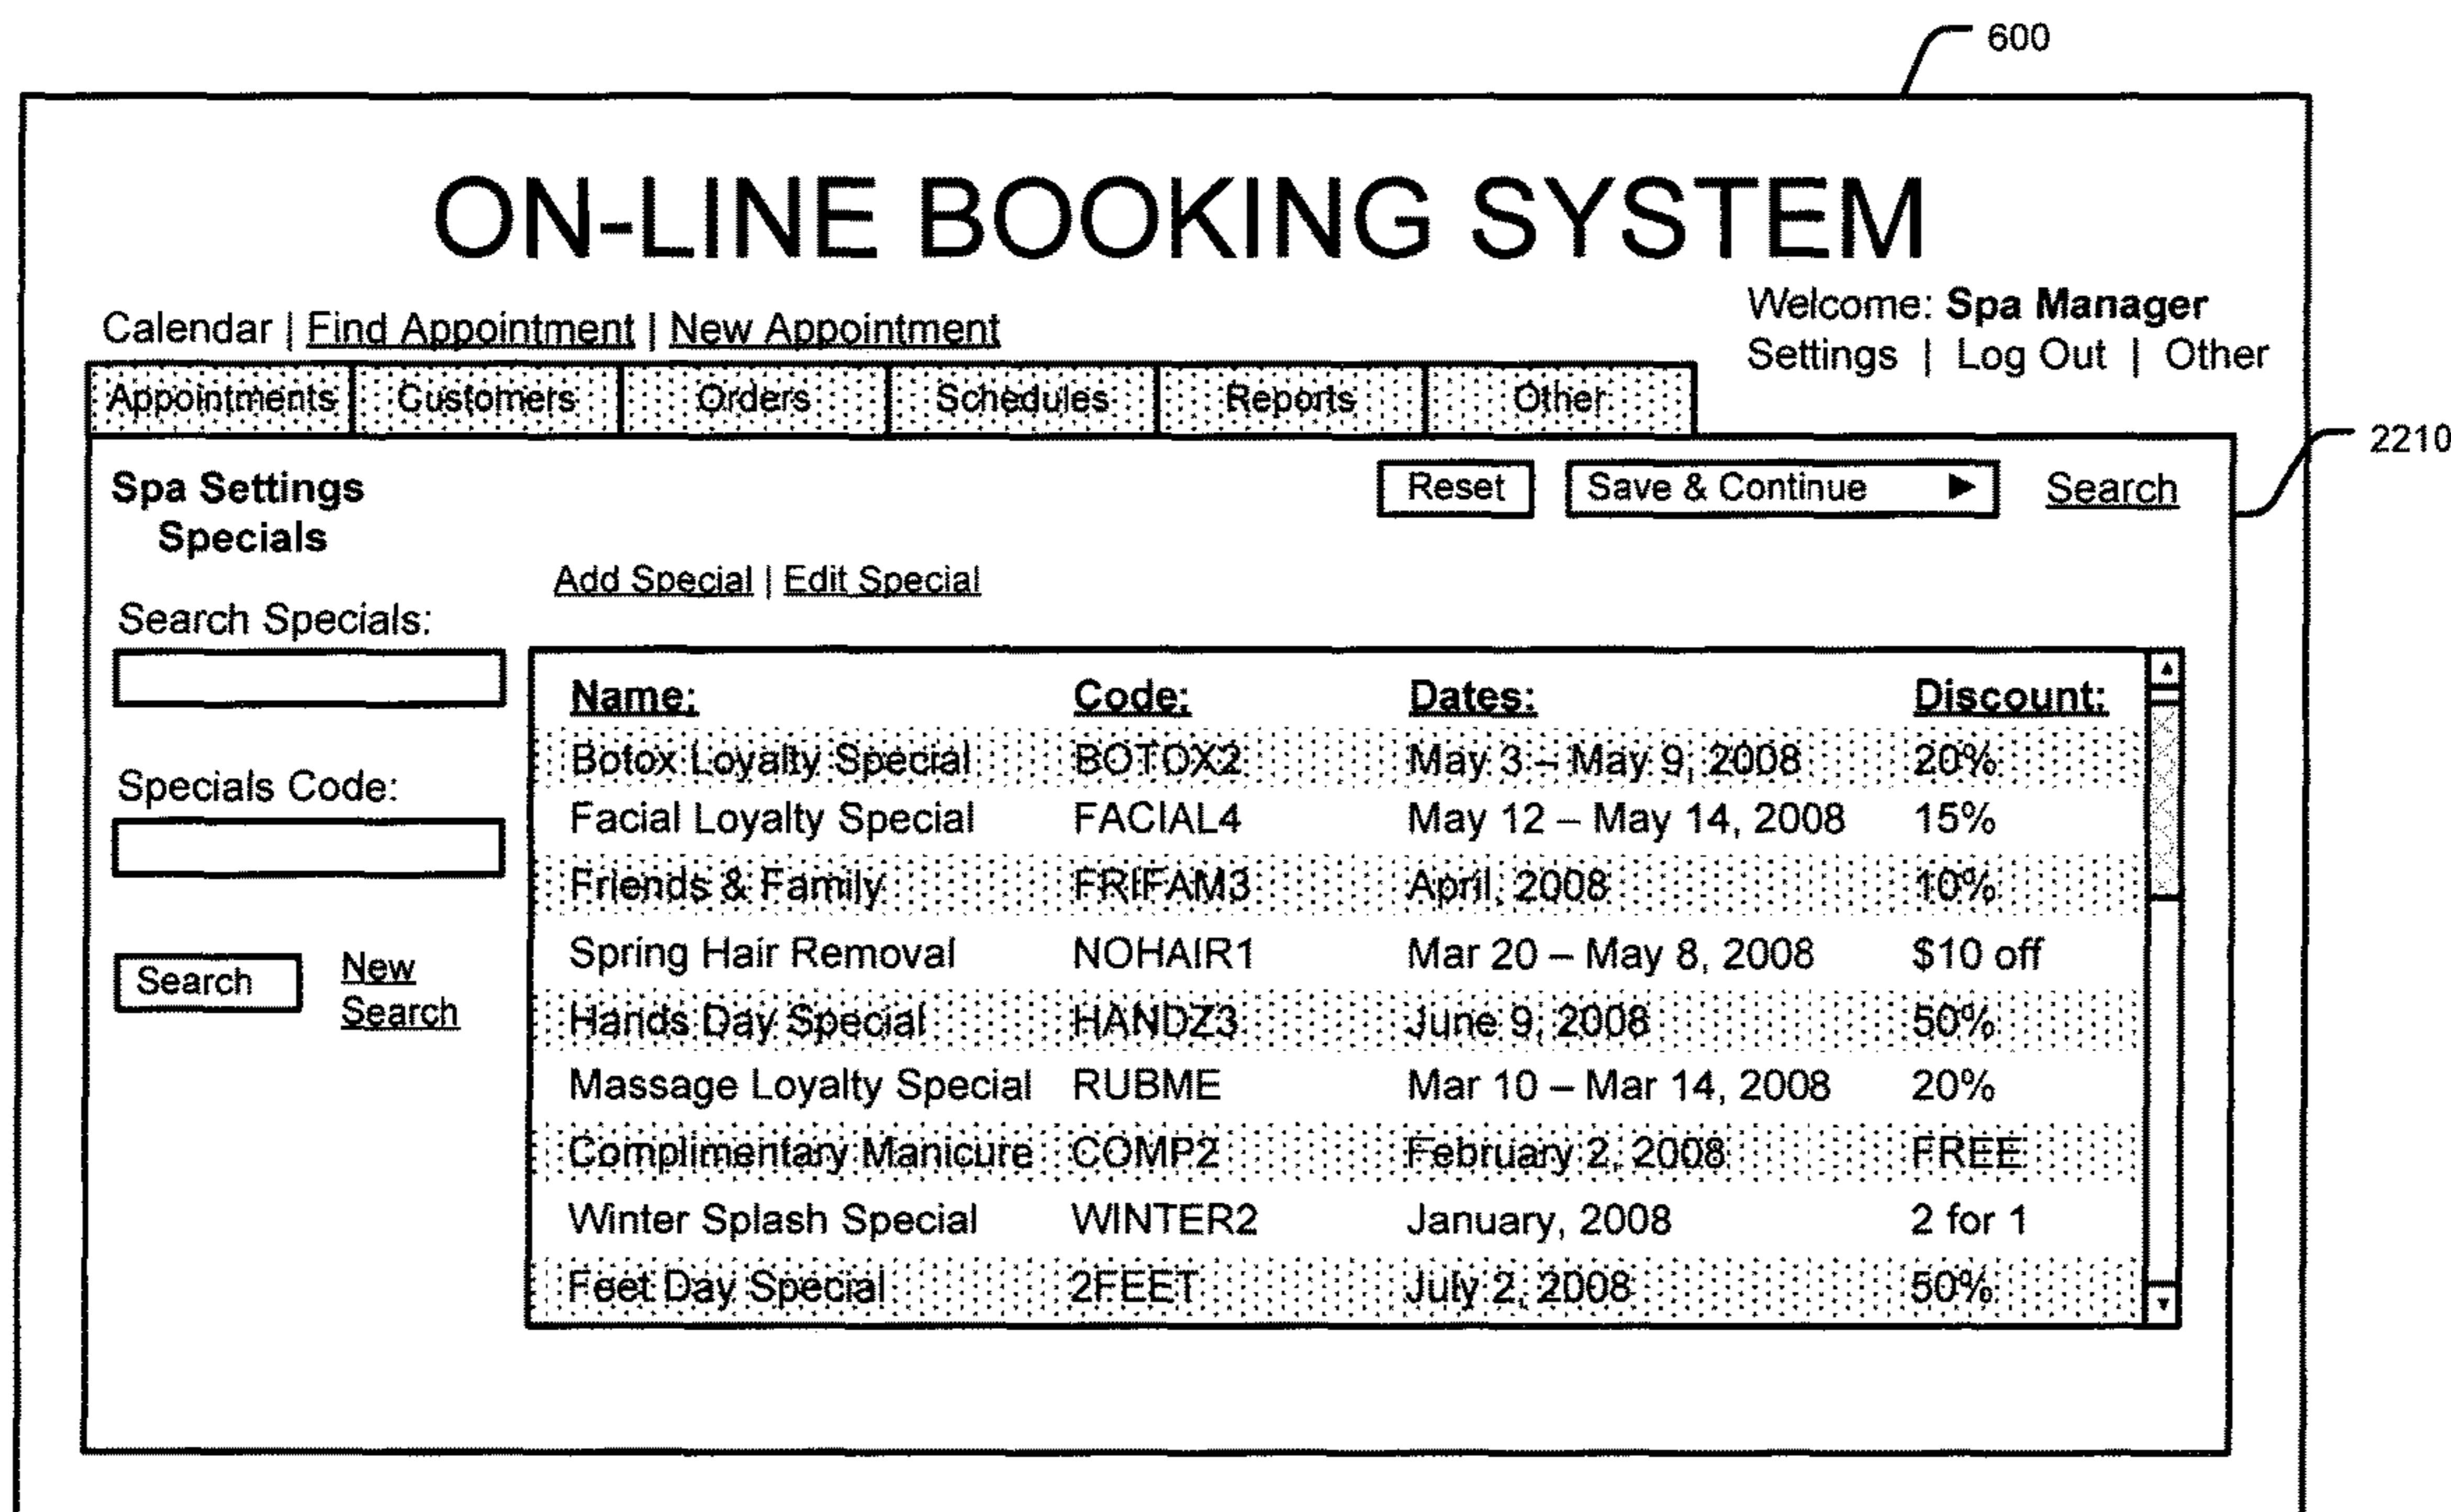 600
ON-LINE BOOKING SYSTEM
Welcome: Spa Manager
Calendar | Find Appointment | New Appointment
Settings | Log Out | Other
Appointments Customers Orders Schedules Reports Other
2210
Spa Settings
Specials
Reset Save & Continue Search
Add Special | Edit Special
Search Specials:
Specials Code:
Search
New
Search
Name: Code: Dates: Discount:
Botox Loyalty Special BOTOX2 May 3 – May 9, 2008 20%
Facial Loyalty Special FACIAL4 May 12 – May 14, 2008 15%
Friends & Family FRIFAM3 April, 2008 10%
Spring Hair Removal NOHAIR1 Mar 20 – May 8, 2008 $10 off
Hands Day Special HANDZ3 June 9, 2008 50%
Massage Loyalty Special RUBME Mar 10 – Mar 14, 2008 20%
Complimentary Manicure COMP2 February 2, 2008 FREE
Winter Splash Special WINTER2 January, 2008 2 for 1
Feet Day Special 2FEET July 2, 2008 50%